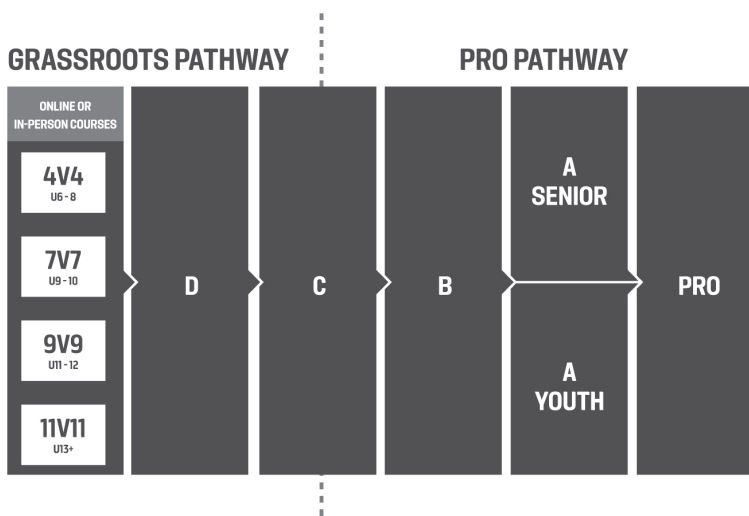 GRASSROOTS PATHWAY
PRO PATHWAY
ONLINE OR
IN-PERSON COURSES
4V4
U6 - 8
7V7
U9 - 10
9V9
U11 - 12
11V11
U13+
D
C
B
A
SENIOR
A
YOUTH
PRO